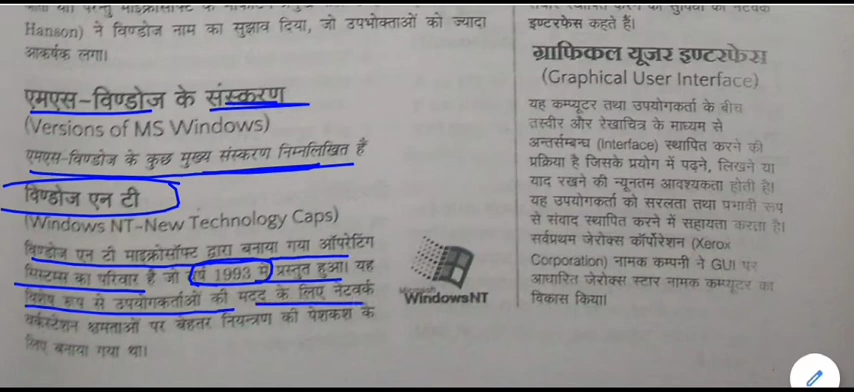 Hanson) ने विण्डोज नाम का सुझाव दिया, जो उपभोक्ताओं को ज्यादा
आकर्षक लगा।
एमएस-विण्डोज के संस्करण
(Versions of MS Windows)
एमएस-विण्डोज के कुछ मुख्य संस्करण निम्नलिखित हैं
विण्डोज एन टी
(Windows NT-New Technology Caps)
विण्डोज एन टी माइक्रोसॉफ्ट द्वारा बनाया गया ऑपरेटिंग
सिस्टम्स का परिवार है जो वर्ष 1993 में प्रस्तुत हुआ। यह
विशेष रूप से उपयोगकर्ताओं की मदद के लिए नेटवर्क
वर्कस्टेशन क्षमताओं पर बेहतर नियन्त्रण की पेशकश के
लिए बनाया गया था।
Microsoft
WindowsNT
इण्टरफेस कहते हैं।
ग्राफिकल यूजर इण्टरफेस
(Graphical User Interface)
यह कम्प्यूटर तथा उपयोगकर्ता के बीच
तस्वीर और रेखाचित्र के माध्यम से
अन्तर्सम्बन्ध (Interface) स्थापित करने की
प्रक्रिया है जिसके प्रयोग में पढ़ने, लिखने या
याद रखने की न्यूनतम आवश्यकता होती है।
यह उपयोगकर्ता को सरलता तथा प्रभावी रूप
से संवाद स्थापित करने में सहायता करता है।
सर्वप्रथम जेरोक्स कॉर्पोरेशन (Xerox
Corporation) नामक कम्पनी ने GUI पर
आधारित जेरोक्स स्टार नामक कम्प्यूटर का
विकास किया।